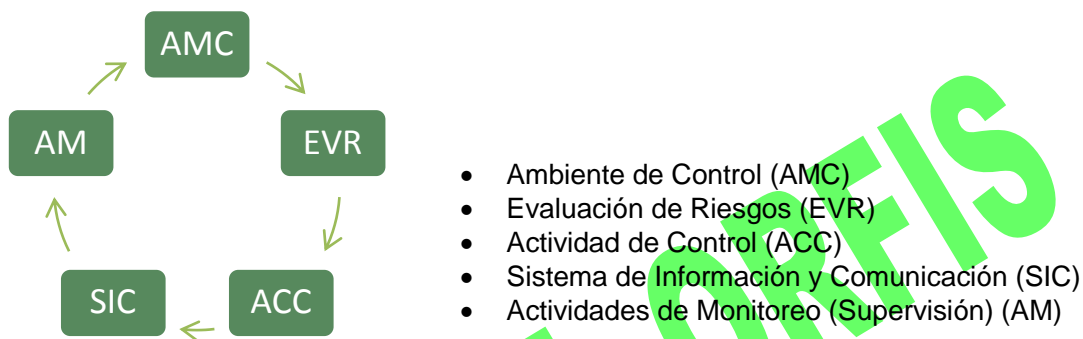 AMC
AM
EVR
SIC
ACC
• Ambiente de Control (AMC)
• Evaluación de Riesgos (EVR)
• Actividad de Control (ACC)
• Sistema de Información y Comunicación (SIC)
• Actividades de Monitoreo (Supervisión) (AM)
ORFIS